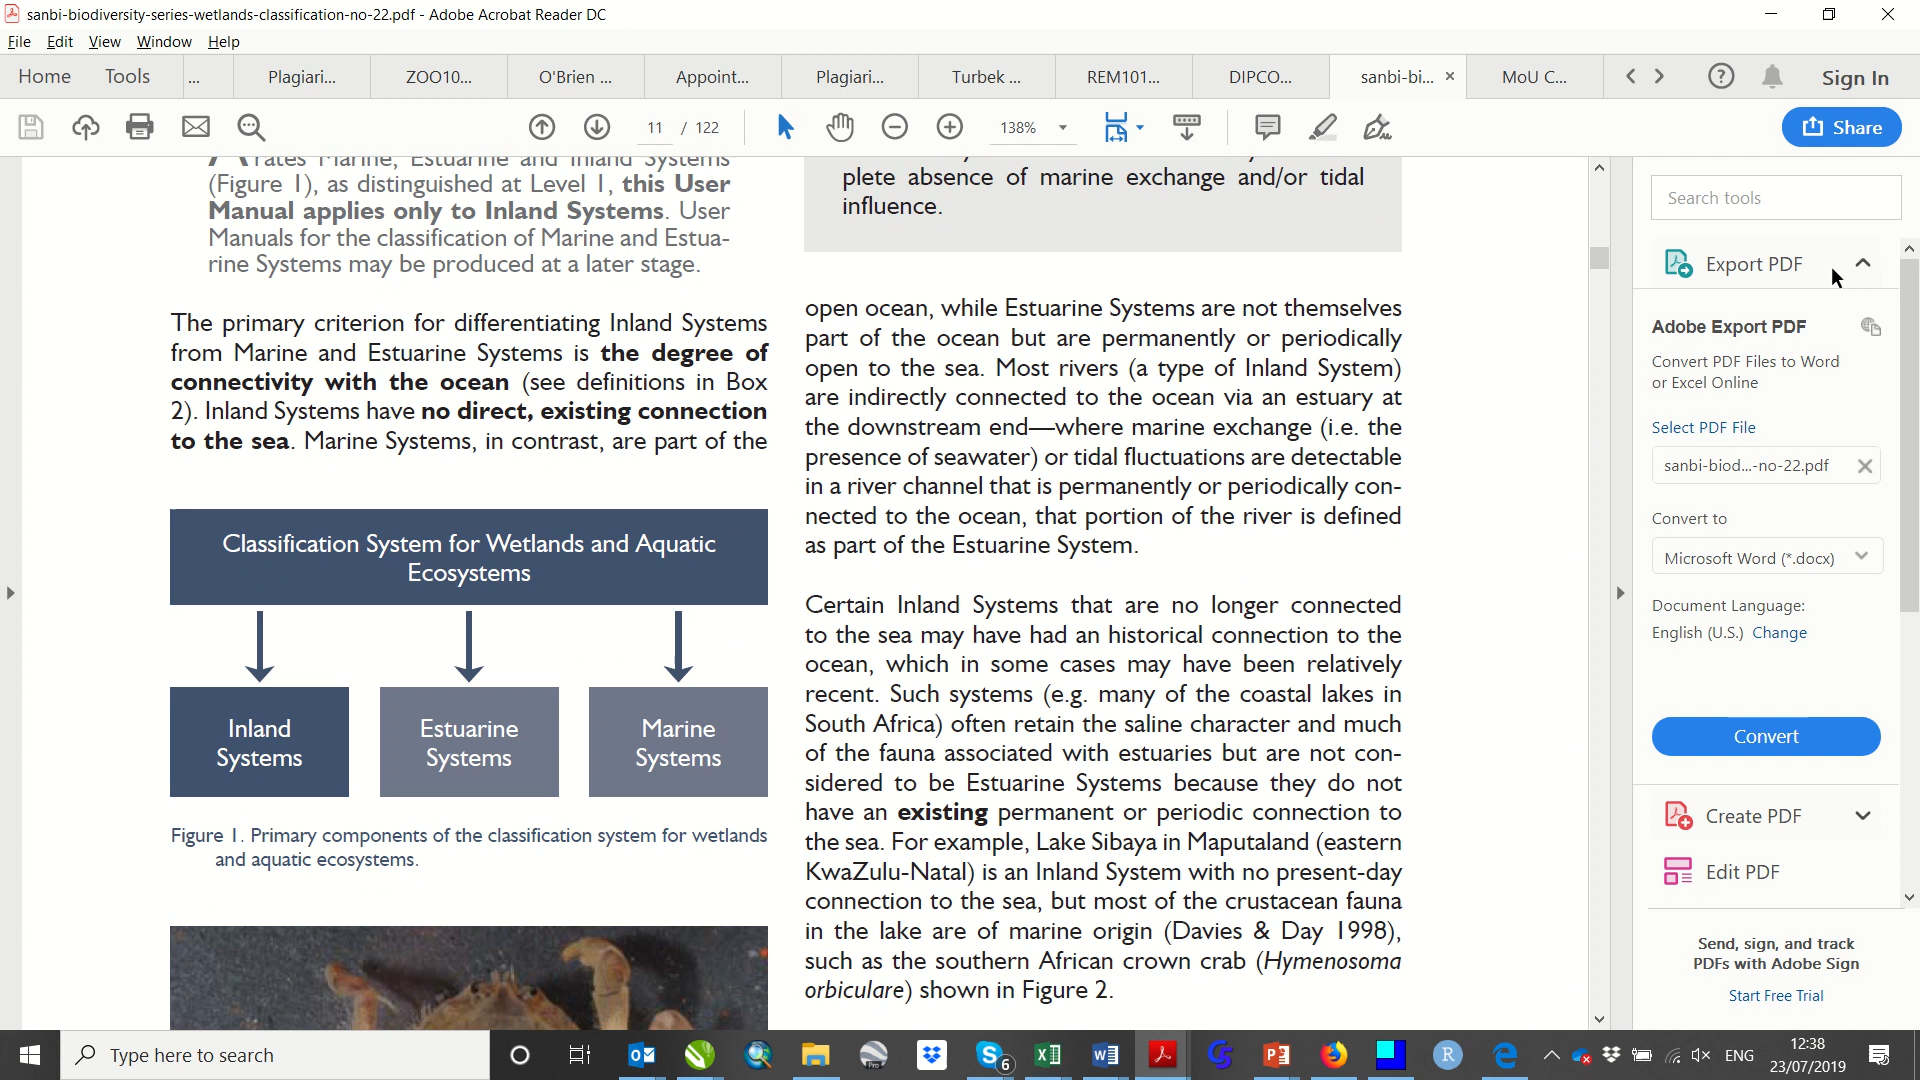 sanbi-biodiversity-series-wetlands-classification-no-22.pdf - Adobe Acrobat Reader DC
File Edit View Window Help
Home Tools ... Plagiari... ZOO10... O'Brien ... Appoint... Plagiari... Turbek ... REM101... DIPCO... sanbi-bi... × MoU C... Sign In
11 / 122 138% Share
rates Marine, Estuarine and Inland Systems
(Figure 1), as distinguished at Level 1, this User
Manual applies only to Inland Systems. User
Manuals for the classification of Marine and Estua-
rine Systems may be produced at a later stage.
The primary criterion for differentiating Inland Systems
from Marine and Estuarine Systems is the degree of
connectivity with the ocean (see definitions in Box
2). Inland Systems have no direct, existing connection
to the sea. Marine Systems, in contrast, are part of the
Classification System for Wetlands and Aquatic
Ecosystems
Inland
Systems
Estuarine
Systems
Marine
Systems
Figure 1. Primary components of the classification system for wetlands
and aquatic ecosystems.
plete absence of marine exchange and/or tidal
influence.
open ocean, while Estuarine Systems are not themselves
part of the ocean but are permanently or periodically
open to the sea. Most rivers (a type of Inland System)
are indirectly connected to the ocean via an estuary at
the downstream end—where marine exchange (i.e. the
presence of seawater) or tidal fluctuations are detectable
in a river channel that is permanently or periodically con-
nected to the ocean, that portion of the river is defined
as part of the Estuarine System.
Certain Inland Systems that are no longer connected
to the sea may have had an historical connection to the
ocean, which in some cases may have been relatively
recent. Such systems (e.g. many of the coastal lakes in
South Africa) often retain the saline character and much
of the fauna associated with estuaries but are not con-
sidered to be Estuarine Systems because they do not
have an existing permanent or periodic connection to
the sea. For example, Lake Sibaya in Maputaland (eastern
KwaZulu-Natal) is an Inland System with no present-day
connection to the sea, but most of the crustacean fauna
in the lake are of marine origin (Davies & Day 1998),
such as the southern African crown crab (Hymenosoma
orbiculare) shown in Figure 2.
Search tools
Export PDF
Adobe Export PDF
Convert PDF Files to Word
or Excel Online
Select PDF File
sanbi-biod...-no-22.pdf
Convert to
Microsoft Word (*.docx)
Document Language:
English (U.S.) Change
Convert
Create PDF
Edit PDF
Send, sign, and track
PDFs with Adobe Sign
Start Free Trial
Type here to search
6
Pro
ENG
12:38
23/07/2019